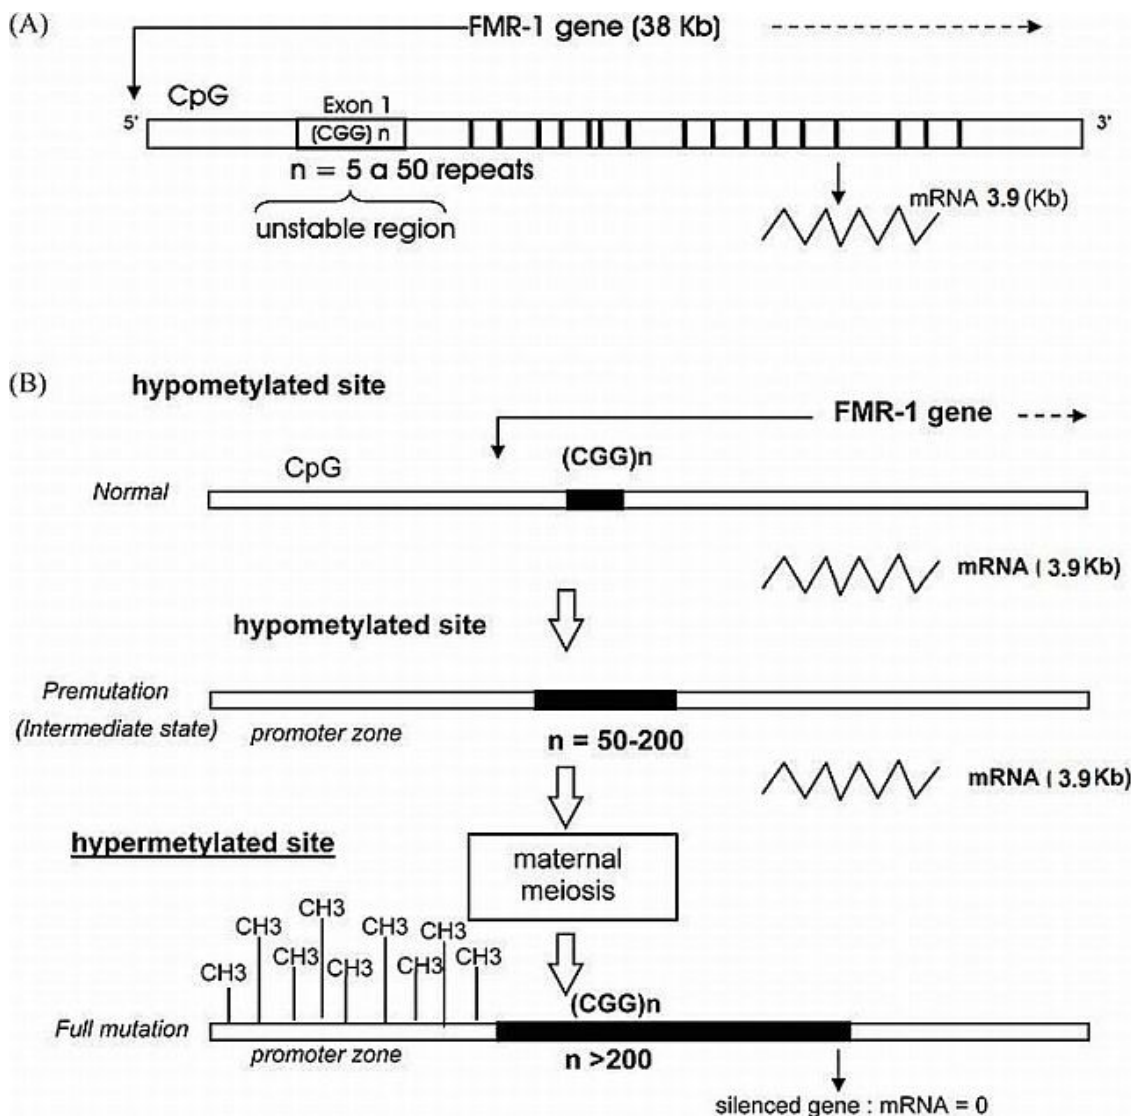 (A)
FMR-1 gene (38 Kb)
CpG
Exon 1
5'
(CGG) n
3'
n = 5 a 50 repeats
mRNA 3.9 (Kb)
unstable region
(B)
hypometylated site
FMR-1 gene
(CGG)n
CpG
Normal
mRNA ( 3.9Kb)
hypometylated site
Premutation
(Intermediate state)
promoter zone
n = 50-200
mRNA ( 3.9Kb)
hypermetylated site
maternal
meiosis
CH3
CH3
CH3
CH3
CH3
CH3
CH3
CH3
CH3
(CGG)n
Full mutation
promoter zone
n >200
silenced gene : mRNA = 0